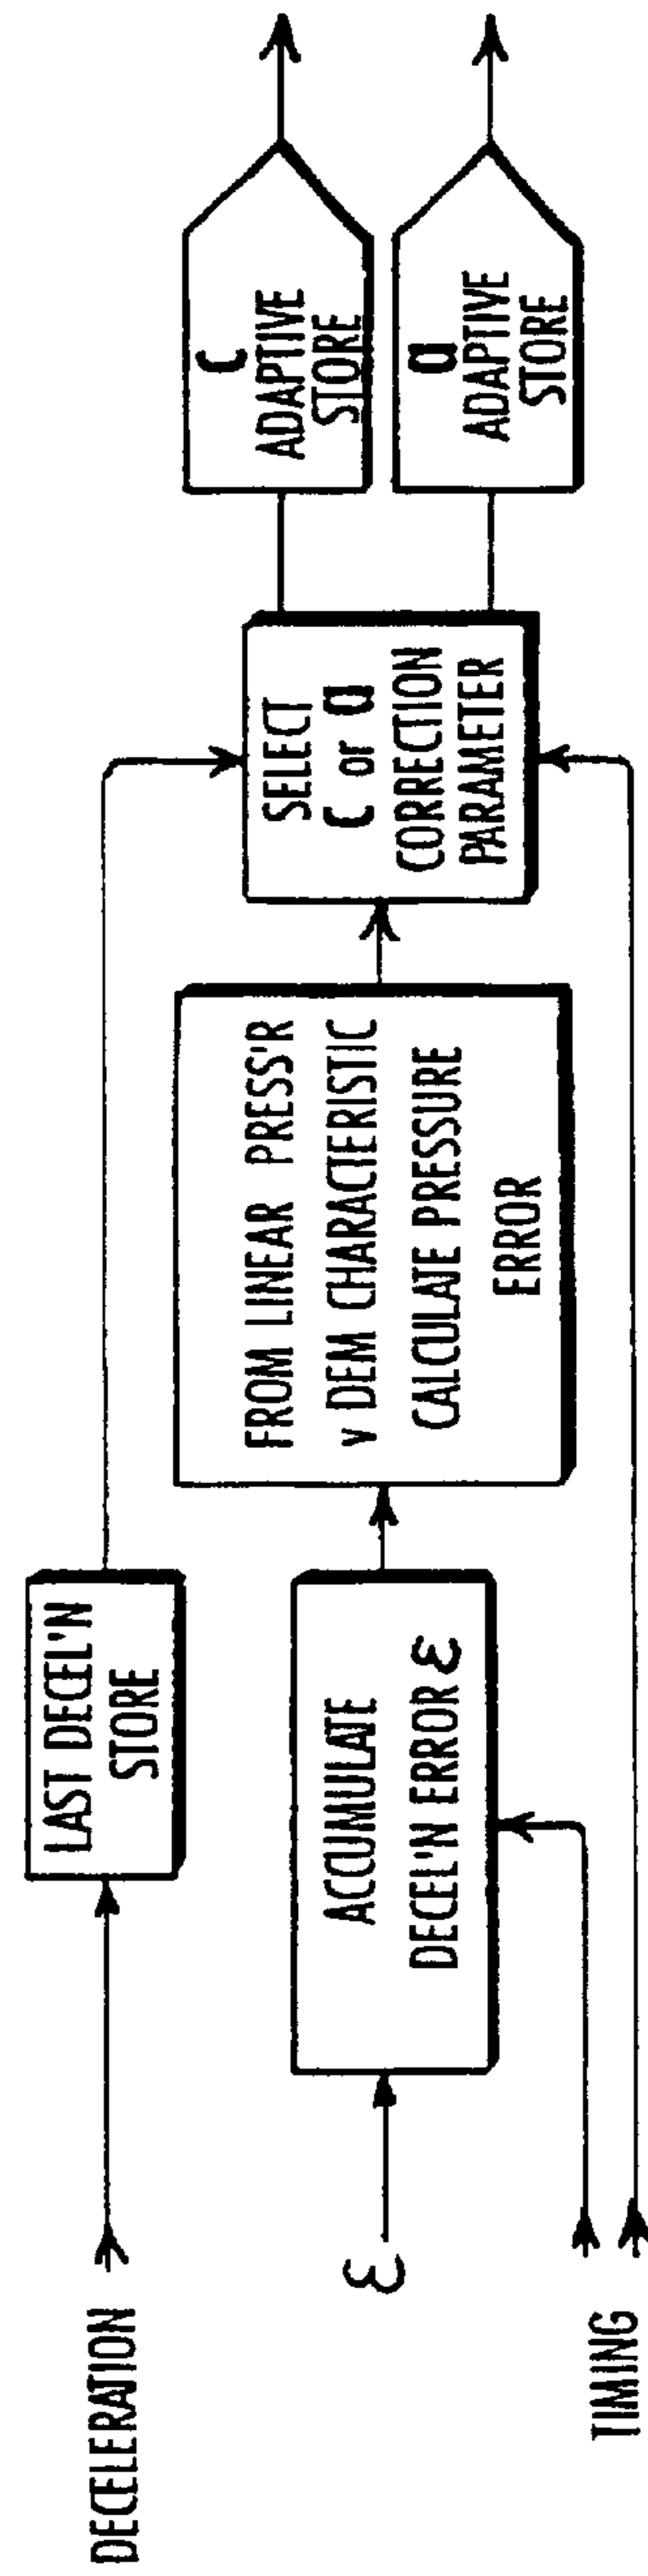 DECELERATION
LAST DECEL'N
STORE
ε
ACCUMULATE
DECEL'N ERROR ε
TIMING
FROM LINEAR PRESS'R
v DEM CHARACTERISTIC
CALCULATE PRESSURE
ERROR
SELECT
C or a
CORRECTION
PARAMETER
C
ADAPTIVE
STORE
a
ADAPTIVE
STORE